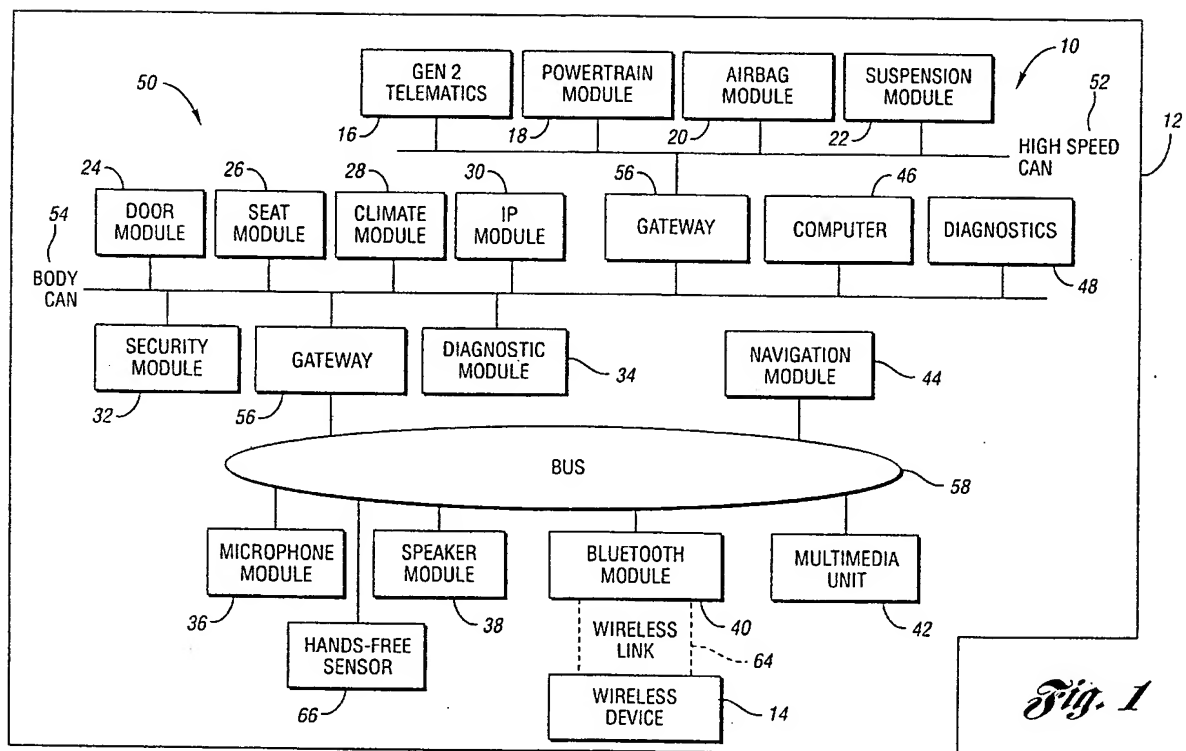 10
50
GEN 2
TELEMATICS
POWERTRAIN
MODULE
AIRBAG
MODULE
SUSPENSION
MODULE
52
12
16
18
20
22
HIGH SPEED
CAN
24
26
28
30
56
46
54
DOOR
MODULE
SEAT
MODULE
CLIMATE
MODULE
IP
MODULE
GATEWAY
COMPUTER
DIAGNOSTICS
48
BODY
CAN
SECURITY
MODULE
GATEWAY
DIAGNOSTIC
MODULE
NAVIGATION
MODULE
32
56
34
44
BUS
58
MICROPHONE
MODULE
SPEAKER
MODULE
BLUETOOTH
MODULE
MULTIMEDIA
UNIT
36
38
40
42
HANDS-FREE
SENSOR
66
WIRELESS
LINK
64
WIRELESS
DEVICE
14
Fig. 1